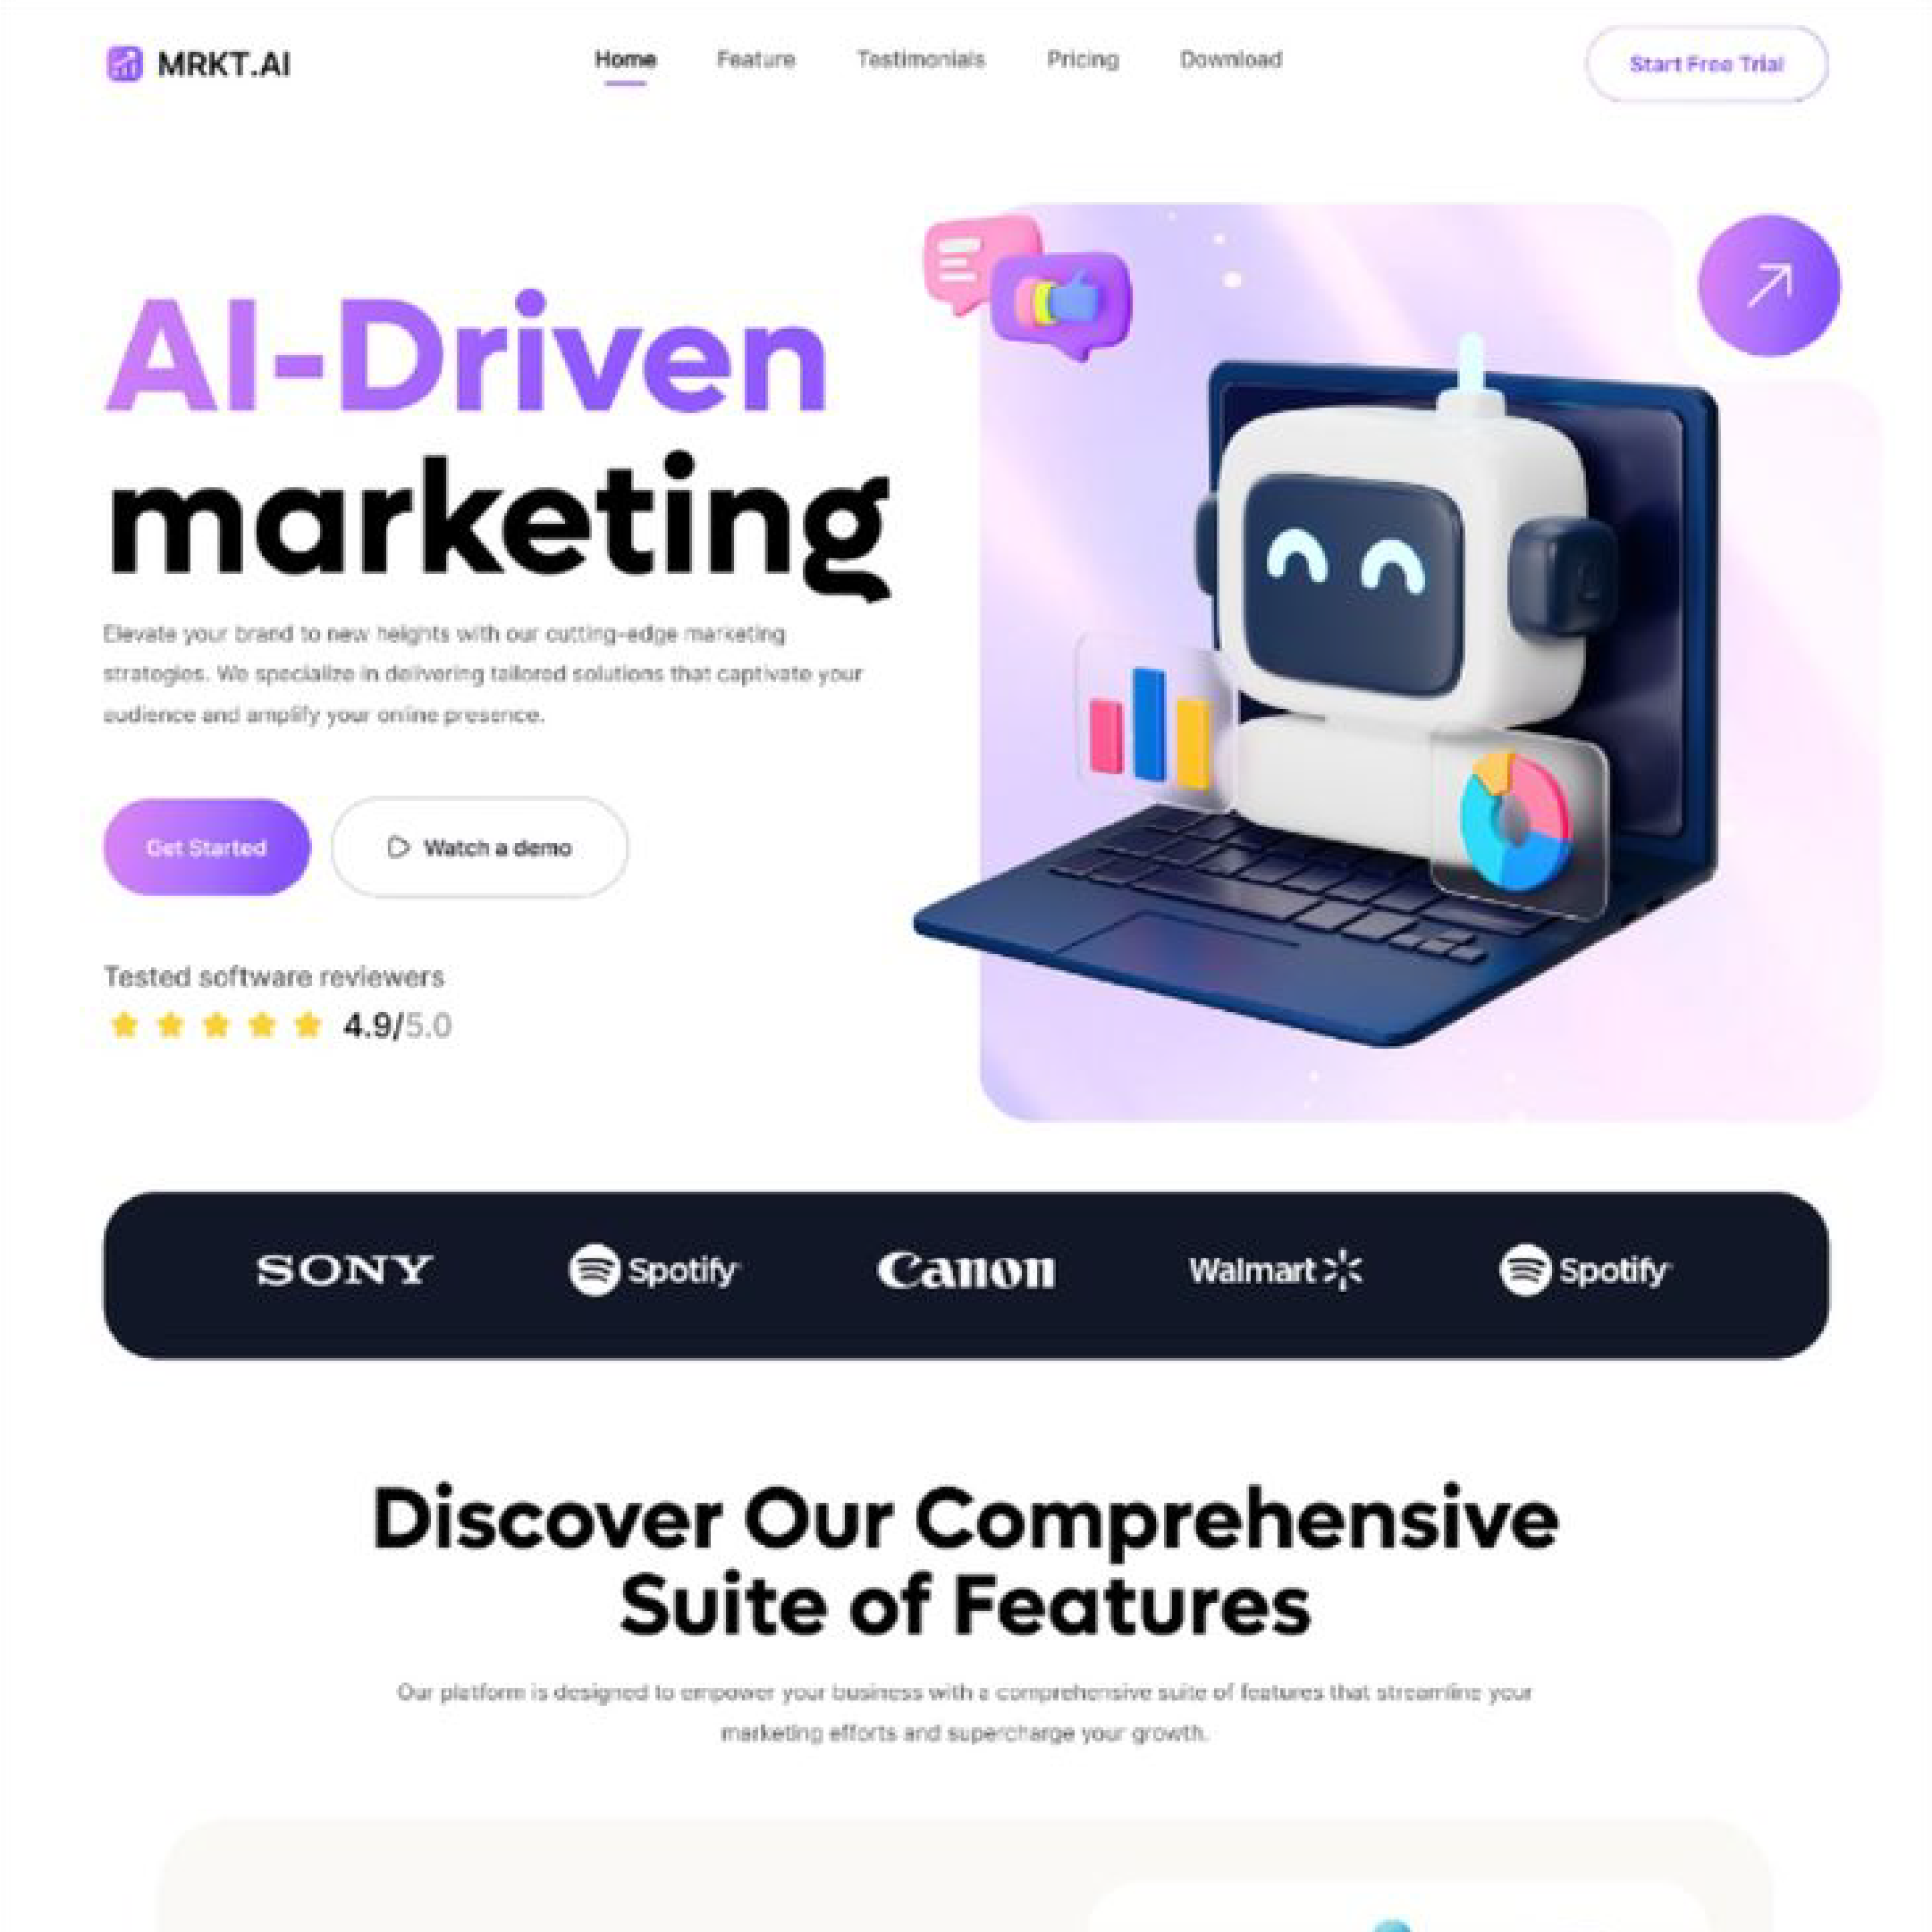 MRKT.AI
Home
Feature
Testimonials
Pricing
Download
Start Free Trial
AI-Driven
marketing
Elevate your brand to new heights with our cutting-edge marketing
strategies. We specialize in delivering tailored solutions that captivate your
audience and amplify your online presence.
Get Started
Watch a demo
Tested software reviewers
4.9/5.0
SONY
Spotify
Canon
Walmart
Spotify
Discover Our Comprehensive
Suite of Features
Our platform is designed to empower your business with a comprehensive suite of features that streamline your
marketing efforts and supercharge your growth.